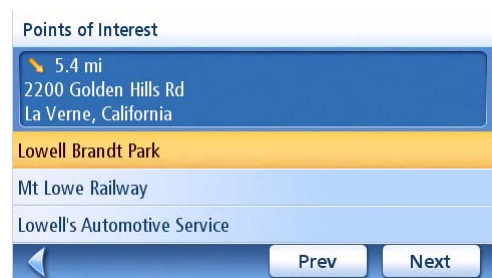 Points of Interest
5.4 mi
2200 Golden Hills Rd
La Verne, California
Lowell Brandt Park
Mt Lowe Railway
Lowell's Automotive Service
Prev Next